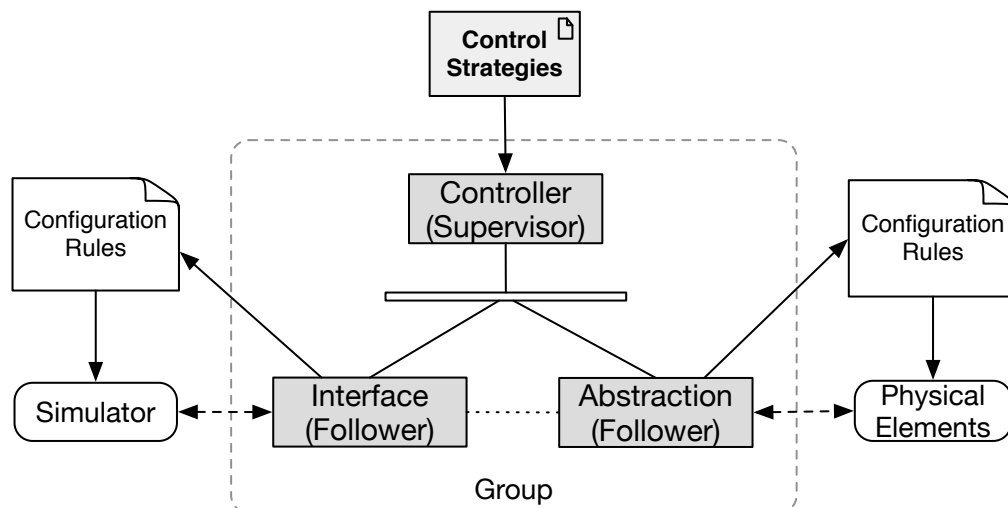 Control
Strategies
Controller
(Supervisor)
Configuration
Rules
Configuration
Rules
Simulator
Interface
(Follower)
Abstraction
(Follower)
Physical
Elements
Group